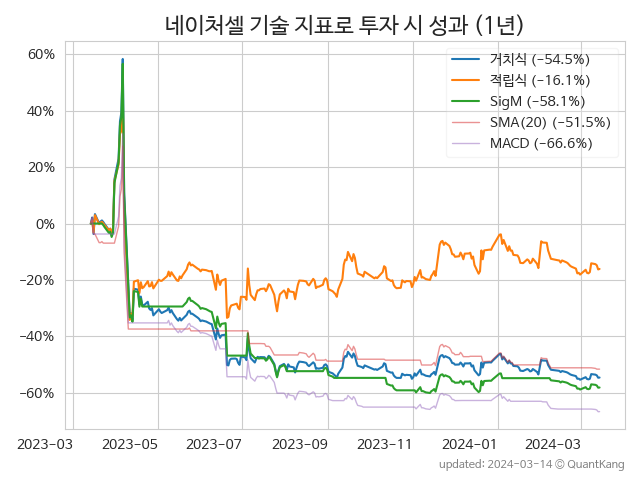 네이처셀 기술 지표로 투자 시 성과 (1년)
거치식 (−54.5%)
적립식 (−16.1%)
SigM (−58.1%)
SMA(20) (−51.5%)
MACD (−66.6%)
60%
40%
20%
0%
−20%
−40%
−60%
2023-03 2023-05 2023-07 2023-09 2023-11 2024-01 2024-03
updated: 2024-03-14 © QuantKang